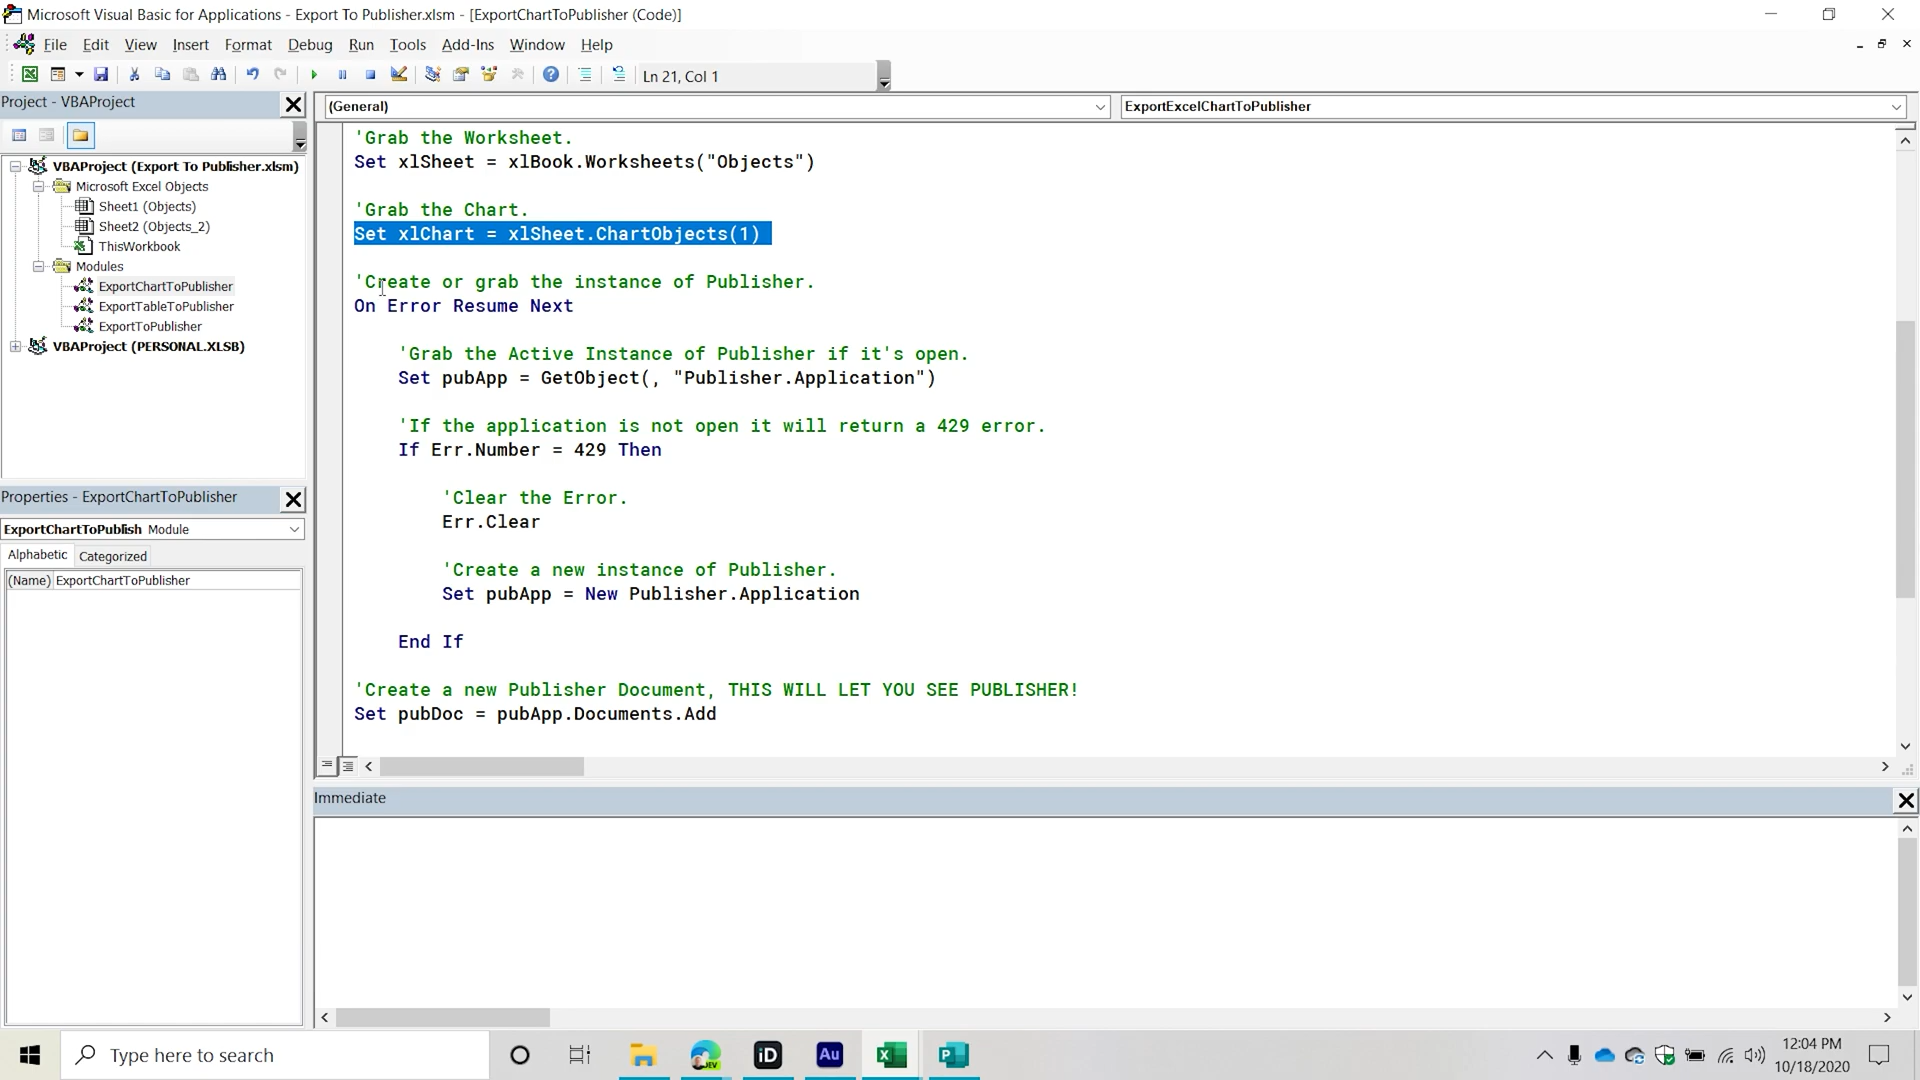 Microsoft Visual Basic for Applications - Export To Publisher.xlsm - [ExportChartToPublisher (Code)]
File Edit View Insert Format Debug Run Tools Add-Ins Window Help
Ln 21, Col 1
Project - VBAProject
VBAProject (Export To Publisher.xlsm)
Microsoft Excel Objects
Sheet1 (Objects)
Sheet2 (Objects_2)
ThisWorkbook
Modules
ExportChartToPublisher
ExportTableToPublisher
ExportToPublisher
VBAProject (PERSONAL.XLSB)
Properties - ExportChartToPublisher
ExportChartToPublish Module
Alphabetic Categorized
(Name) ExportChartToPublisher
(General) ExportExcelChartToPublisher
'Grab the Worksheet.
Set xlSheet = xlBook.Worksheets("Objects")
'Grab the Chart.
Set xlChart = xlSheet.ChartObjects(1)
'Create or grab the instance of Publisher.
On Error Resume Next
'Grab the Active Instance of Publisher if it's open.
Set pubApp = GetObject(, "Publisher.Application")
'If the application is not open it will return a 429 error.
If Err.Number = 429 Then
'Clear the Error.
Err.Clear
'Create a new instance of Publisher.
Set pubApp = New Publisher.Application
End If
'Create a new Publisher Document, THIS WILL LET YOU SEE PUBLISHER!
Set pubDoc = pubApp.Documents.Add
Immediate
Type here to search
DEV
iD
Au
X
P
12:04 PM
10/18/2020